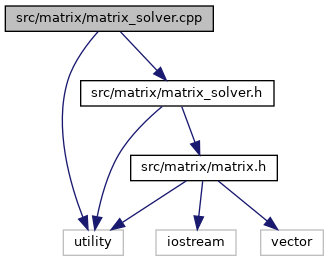 src/matrix/matrix_solver.cpp
src/matrix/matrix_solver.h
src/matrix/matrix.h
utility
iostream
vector